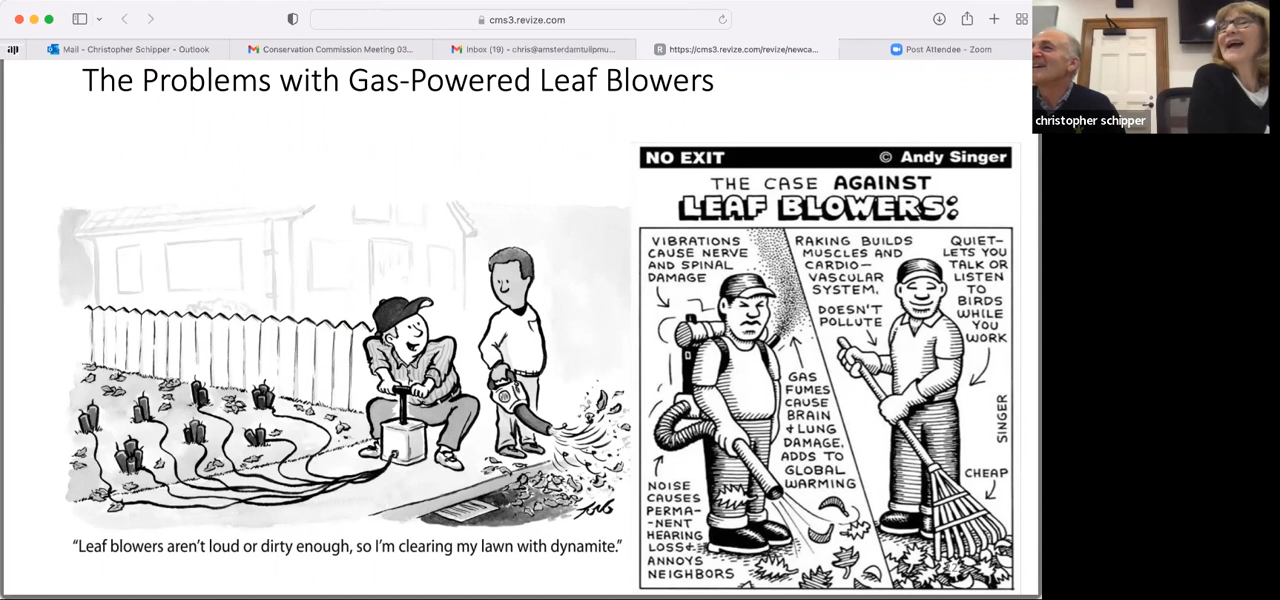 cms3.revize.com
Mail - Christopher Schipper - Outlook
Conservation Commission Meeting 03...
Inbox (19) - chris@amsterdamtulipmu...
https://cms3.revize.com/revize/newca...
Post Attendee - Zoom
christopher schipper
The Problems with Gas-Powered Leaf Blowers
"Leaf blowers aren't loud or dirty enough, so I'm clearing my lawn with dynamite."
NO EXIT
© Andy Singer
THE CASE AGAINST
LEAF BLOWERS:
VIBRATIONS
CAUSE NERVE
AND SPINAL
DAMAGE
GAS
FUMES
CAUSE
BRAIN
+ LUNG
DAMAGE,
ADDS TO
GLOBAL
WARMING
NOISE
CAUSES
PERMA-
-NENT
HEARING
LOSS+
ANNOYS
NEIGHBORS
RAKING BUILDS
MUSCLES AND
CARDIO-
VASCULAR
SYSTEM.
DOESN'T
POLLUTE
QUIET-
LETS YOU
TALK OR
LISTEN
TO
BIRDS
WHILE
YOU
WORK
CHEAP
SINGER